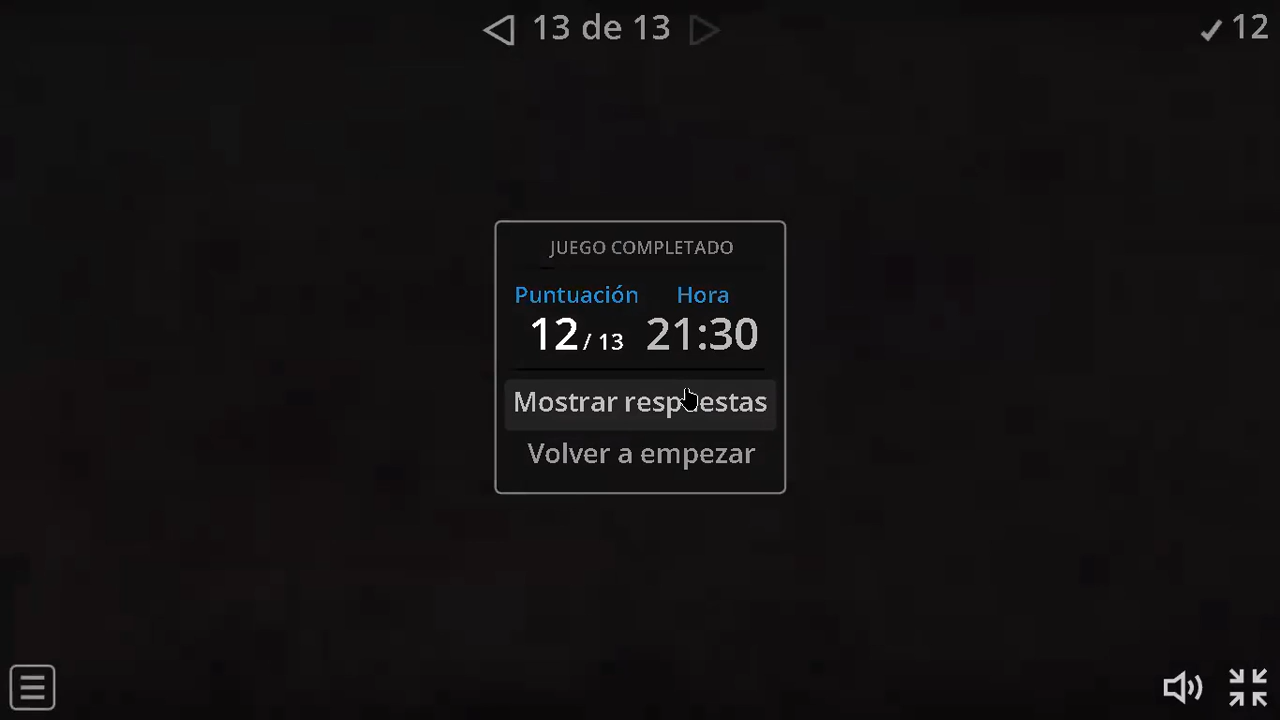 13 de 13
12
JUEGO COMPLETADO
Puntuación Hora
12 / 13 21:30
Mostrar respuestas
Volver a empezar